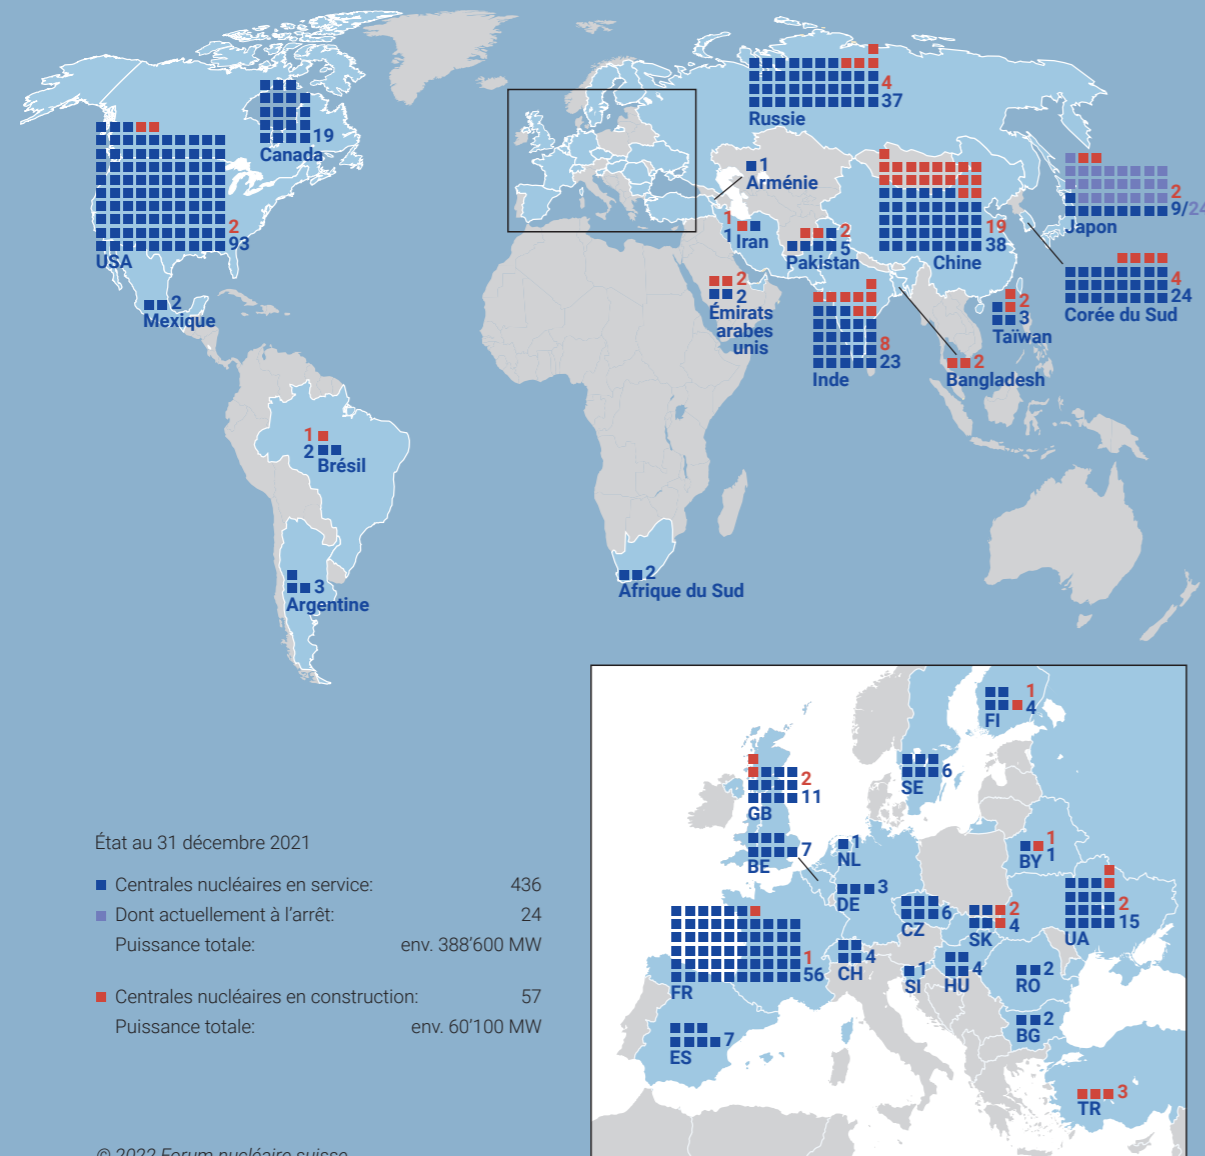 4
37
Russie
19
Canada
2
93
USA
1
Arménie
2
9/24
Japon
1
1
Iran
2
5
Pakistan
19
38
Chine
4
24
Corée du Sud
2
Mexique
2
2
Émirats
arabes
unis
8
23
Inde
2
3
Taïwan
2
Bangladesh
1
2
Brésil
3
Argentine
2
Afrique du Sud
1
4
FI
6
SE
2
11
GB
7
BE
1
NL
1
1
BY
3
DE
6
CZ
2
4
SK
2
15
UA
1
56
FR
4
CH
1
SI
4
HU
2
RO
2
BG
7
ES
3
TR
État au 31 décembre 2021
Centrales nucléaires en service: 436
Dont actuellement à l'arrêt: 24
Puissance totale: env. 388'600 MW
Centrales nucléaires en construction: 57
Puissance totale: env. 60'100 MW
© 2022 Forum nucléaire suisse